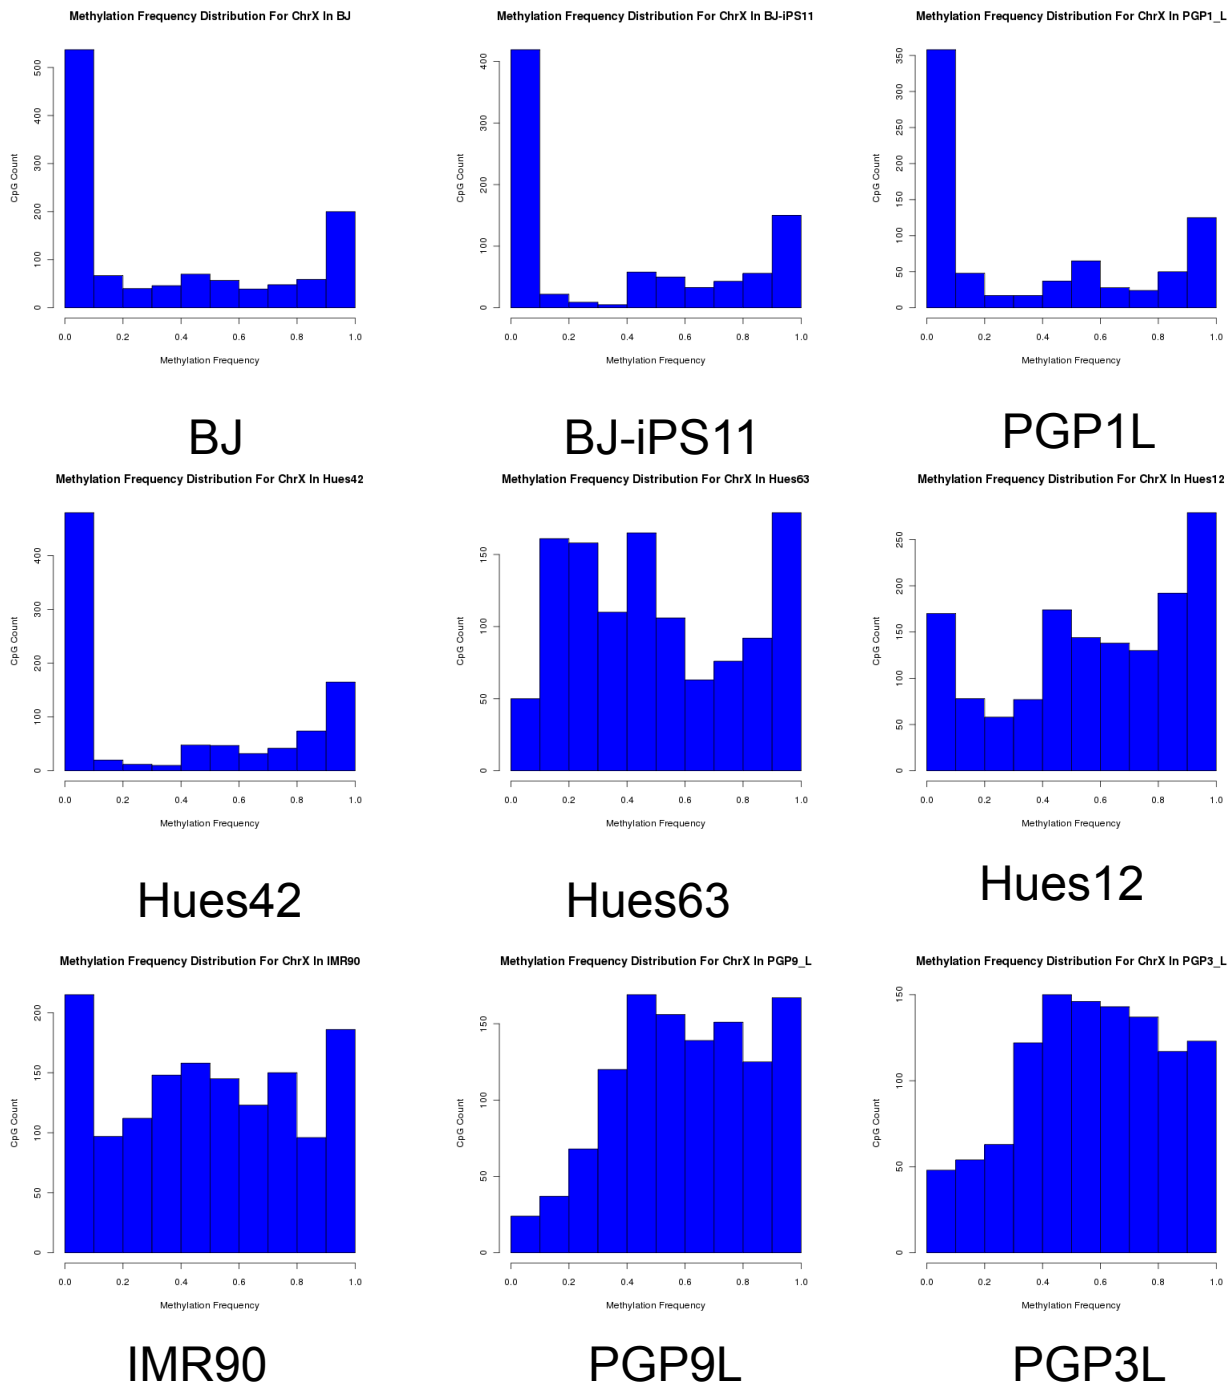 Methylation Frequency Distribution For ChrX In BJ
CpG Count
0 100 200 300 400 500
0.0 0.2 0.4 0.6 0.8 1.0
Methylation Frequency
BJ
Methylation Frequency Distribution For ChrX In BJ-iPS11
CpG Count
0 100 200 300 400
0.0 0.2 0.4 0.6 0.8 1.0
Methylation Frequency
BJ-iPS11
Methylation Frequency Distribution For ChrX In PGP1_L
CpG Count
0 50 100 150 200 250 300 350
0.0 0.2 0.4 0.6 0.8 1.0
Methylation Frequency
PGP1L
Methylation Frequency Distribution For ChrX In Hues42
CpG Count
0 100 200 300 400
0.0 0.2 0.4 0.6 0.8 1.0
Methylation Frequency
Hues42
Methylation Frequency Distribution For ChrX In Hues63
CpG Count
0 50 100 150
0.0 0.2 0.4 0.6 0.8 1.0
Methylation Frequency
Hues63
Methylation Frequency Distribution For ChrX In Hues12
CpG Count
0 50 100 150 200 250
0.0 0.2 0.4 0.6 0.8 1.0
Methylation Frequency
Hues12
Methylation Frequency Distribution For ChrX In IMR90
CpG Count
0 50 100 150 200
0.0 0.2 0.4 0.6 0.8 1.0
Methylation Frequency
IMR90
Methylation Frequency Distribution For ChrX In PGP9_L
CpG Count
0 50 100 150
0.0 0.2 0.4 0.6 0.8 1.0
Methylation Frequency
PGP9L
Methylation Frequency Distribution For ChrX In PGP3_L
CpG Count
0 50 100 150
0.0 0.2 0.4 0.6 0.8 1.0
Methylation Frequency
PGP3L